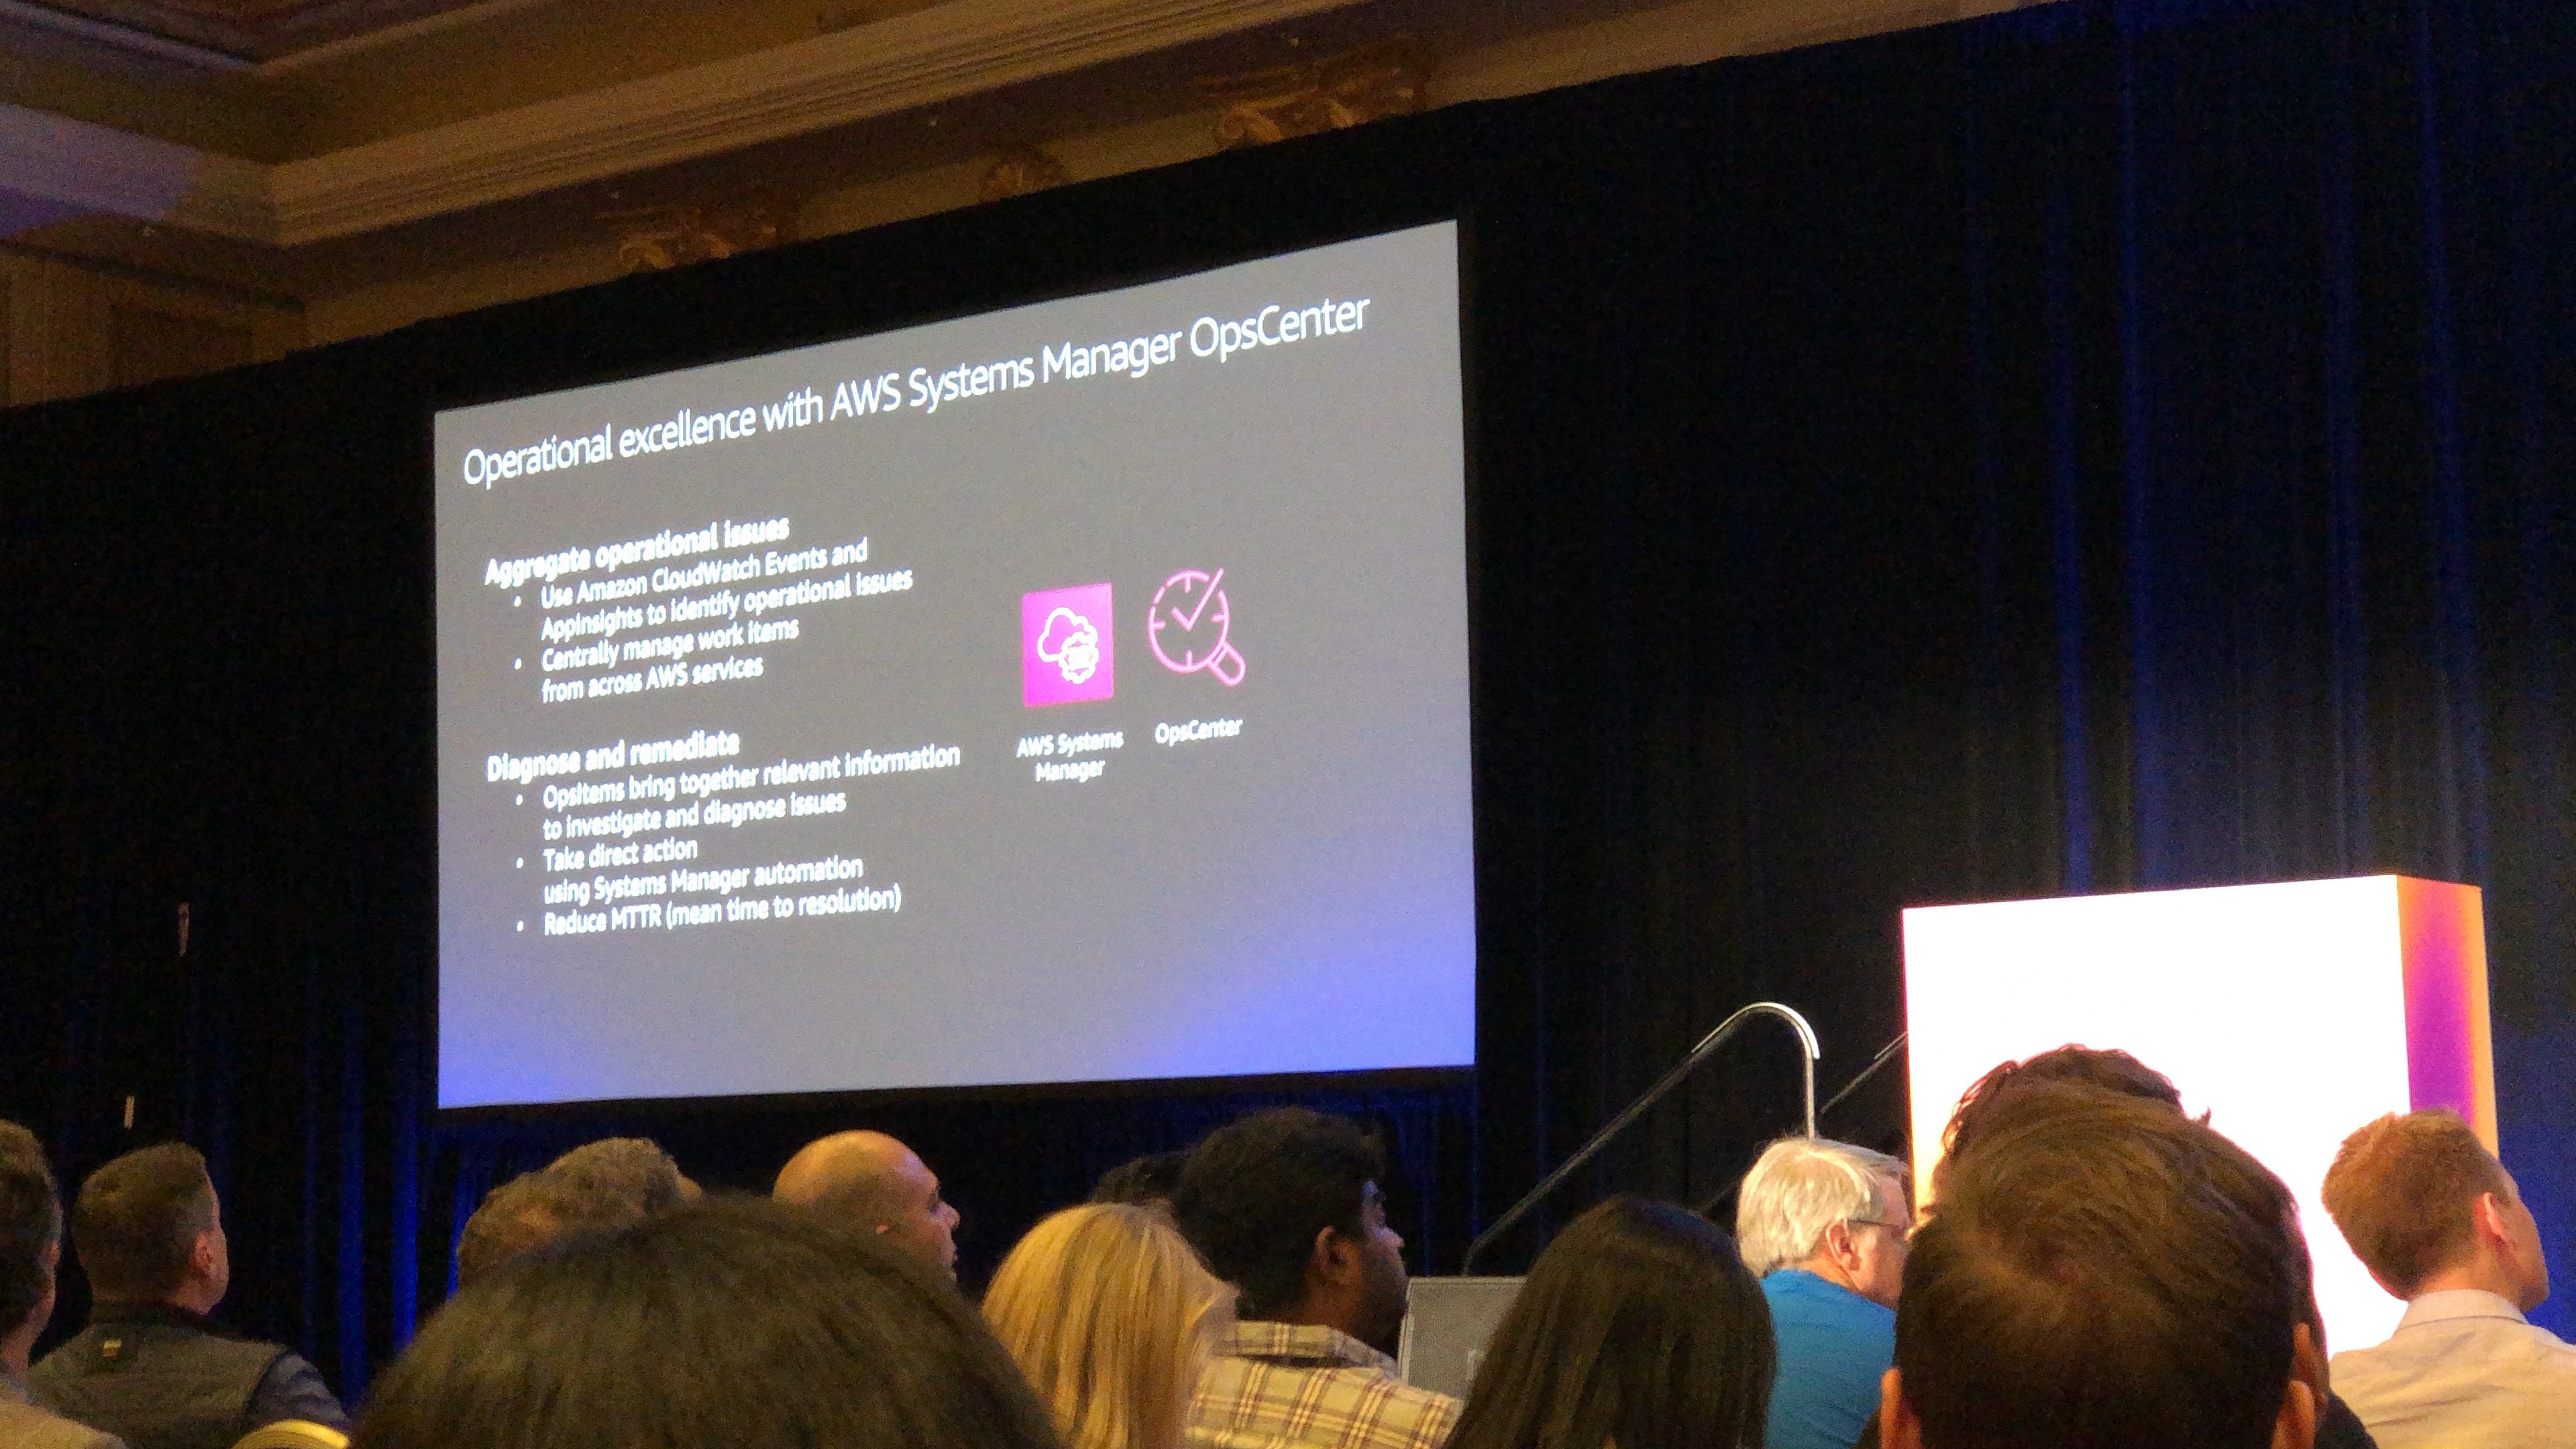 Operational excellence with AWS Systems Manager OpsCenter
Aggregate operational issues
• Use Amazon CloudWatch Events and
AppInsights to identify operational issues
• Centrally manage work items
from across AWS services
Diagnose and remediate
• OpsItems bring together relevant information
to investigate and diagnose issues
• Take direct action
using Systems Manager automation
• Reduce MTTR (mean time to resolution)
AWS Systems
Manager
OpsCenter